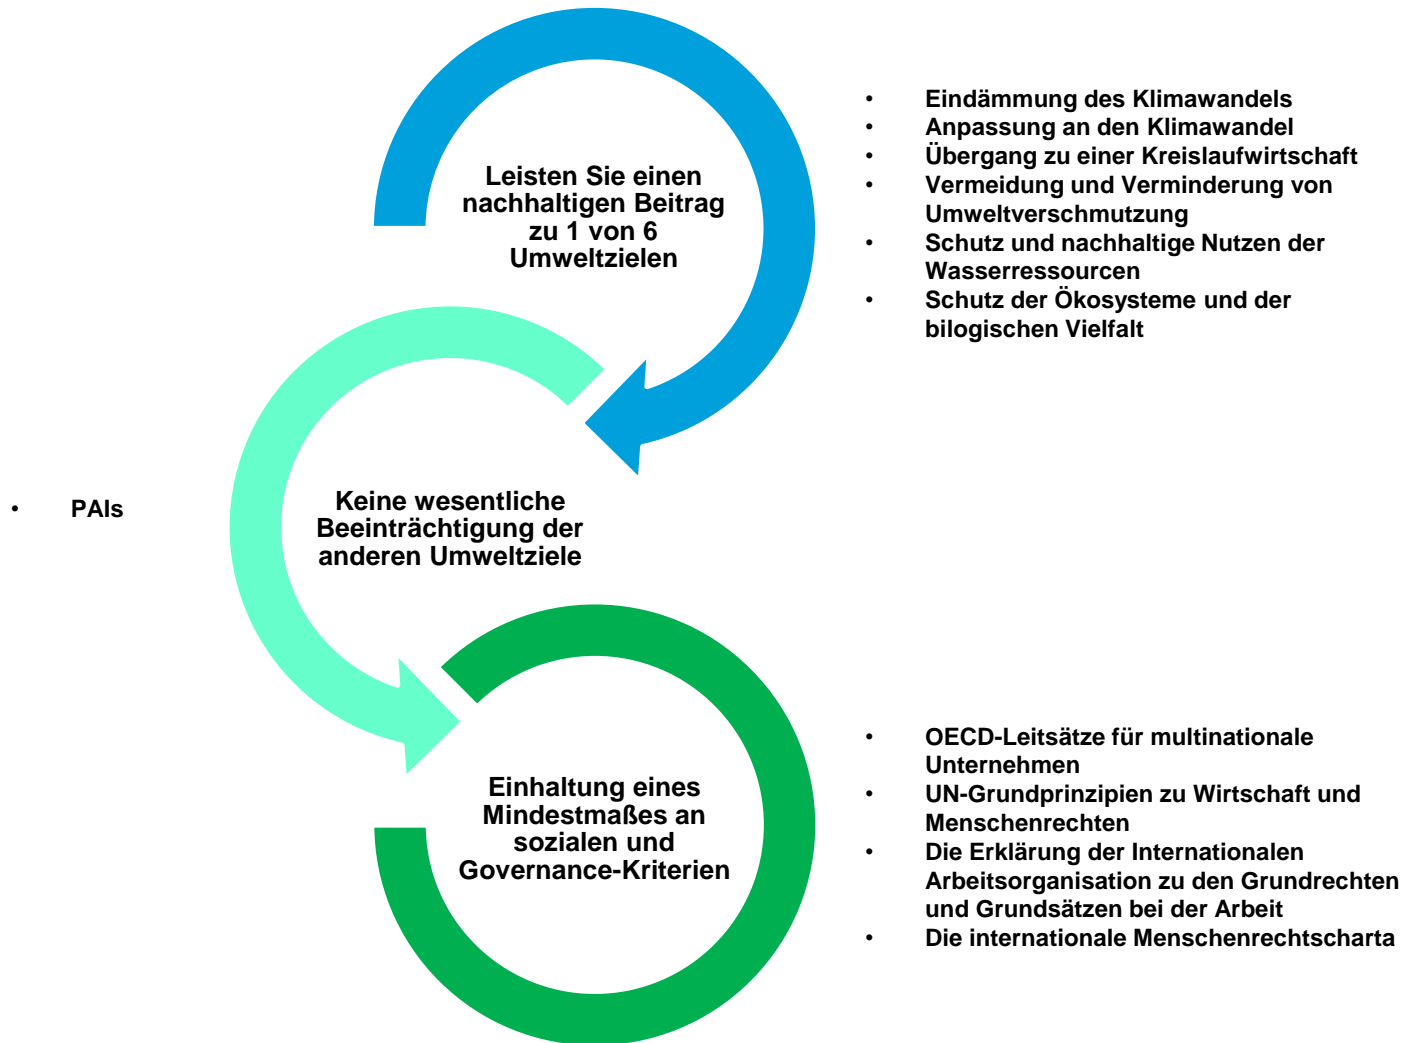 Leisten Sie einen
nachhaltigen Beitrag
zu 1 von 6
Umweltzielen
• Eindämmung des Klimawandels
• Anpassung an den Klimawandel
• Übergang zu einer Kreislaufwirtschaft
• Vermeidung und Verminderung von
Umweltverschmutzung
• Schutz und nachhaltige Nutzen der
Wasserressourcen
• Schutz der Ökosysteme und der
bilogischen Vielfalt
• PAIs
Keine wesentliche
Beeinträchtigung der
anderen Umweltziele
Einhaltung eines
Mindestmaßes an
sozialen und
Governance-Kriterien
• OECD-Leitsätze für multinationale
Unternehmen
• UN-Grundprinzipien zu Wirtschaft und
Menschenrechten
• Die Erklärung der Internationalen
Arbeitsorganisation zu den Grundrechten
und Grundsätzen bei der Arbeit
• Die internationale Menschenrechtscharta